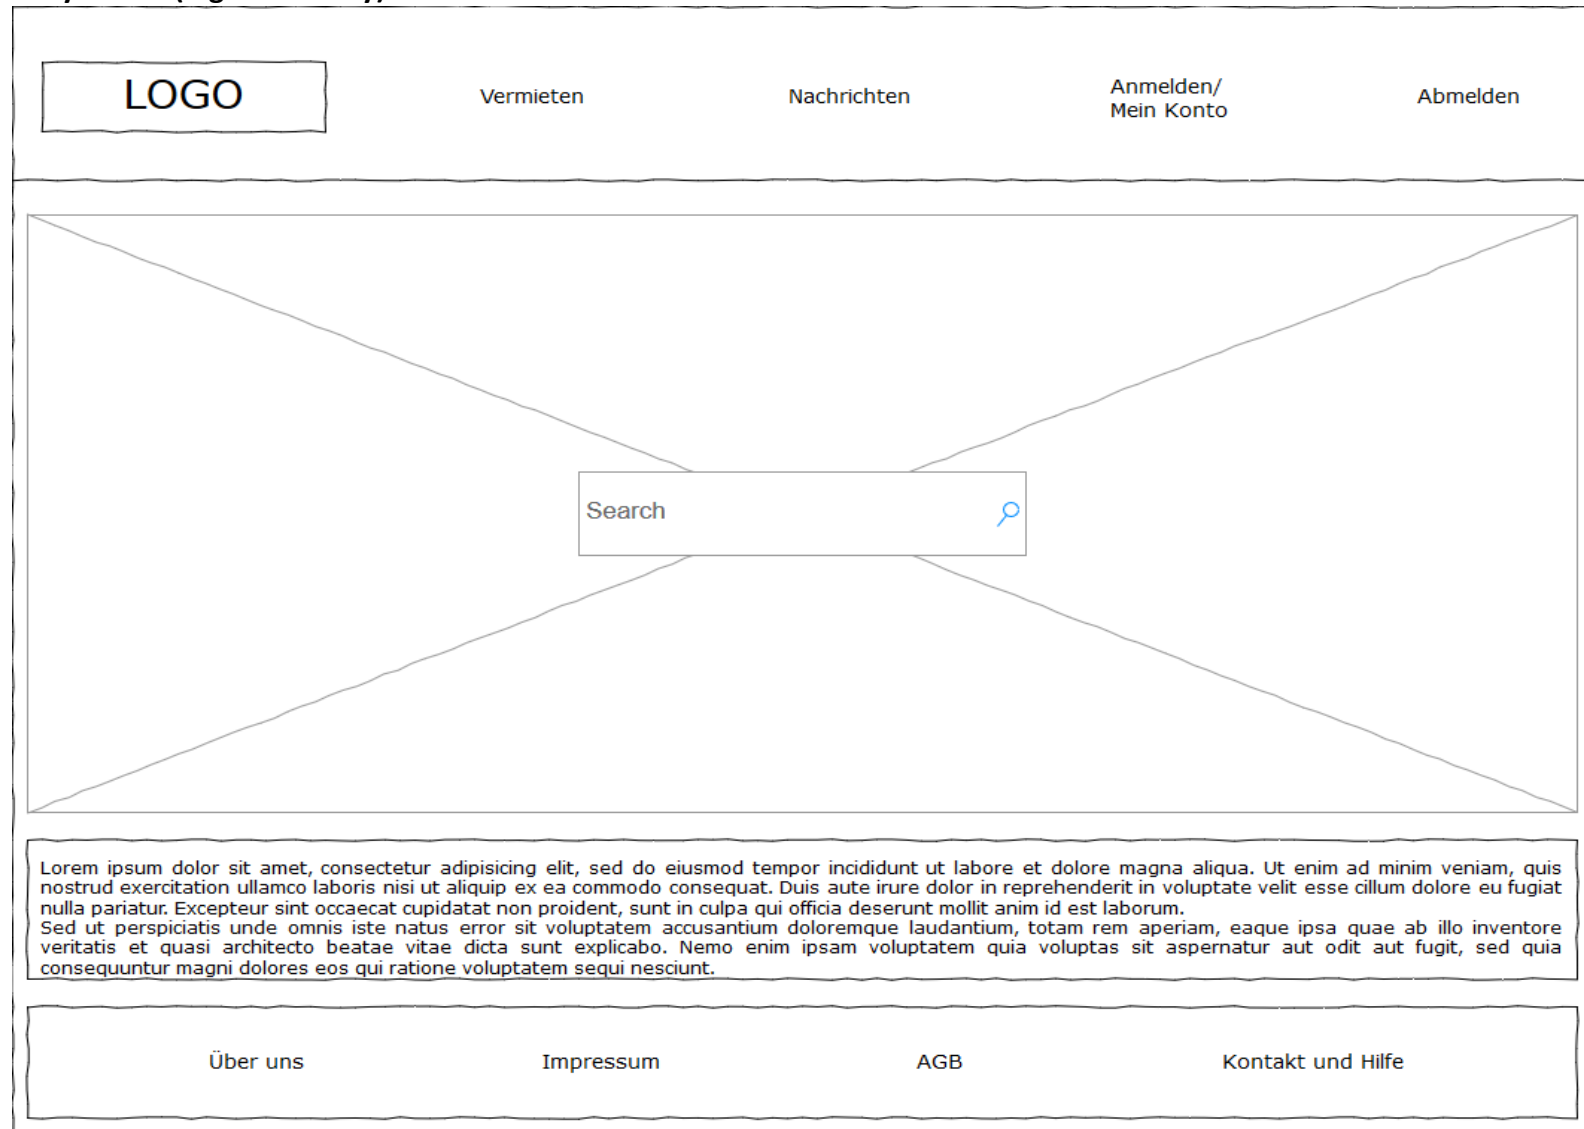 LOGO
Vermieten
Nachrichten
Anmelden/
Mein Konto
Abmelden
Search
Lorem ipsum dolor sit amet, consectetur adipisicing elit, sed do eiusmod tempor incididunt ut labore et dolore magna aliqua. Ut enim ad minim veniam, quis
nostrud exercitation ullamco laboris nisi ut aliquip ex ea commodo consequat. Duis aute irure dolor in reprehenderit in voluptate velit esse cillum dolore eu fugiat
nulla pariatur. Excepteur sint occaecat cupidatat non proident, sunt in culpa qui officia deserunt mollit anim id est laborum.
Sed ut perspiciatis unde omnis iste natus error sit voluptatem accusantium doloremque laudantium, totam rem aperiam, eaque ipsa quae ab illo inventore
veritatis et quasi architecto beatae vitae dicta sunt explicabo. Nemo enim ipsam voluptatem quia voluptas sit aspernatur aut odit aut fugit, sed quia
consequuntur magni dolores eos qui ratione voluptatem sequi nesciunt.
Über uns
Impressum
AGB
Kontakt und Hilfe